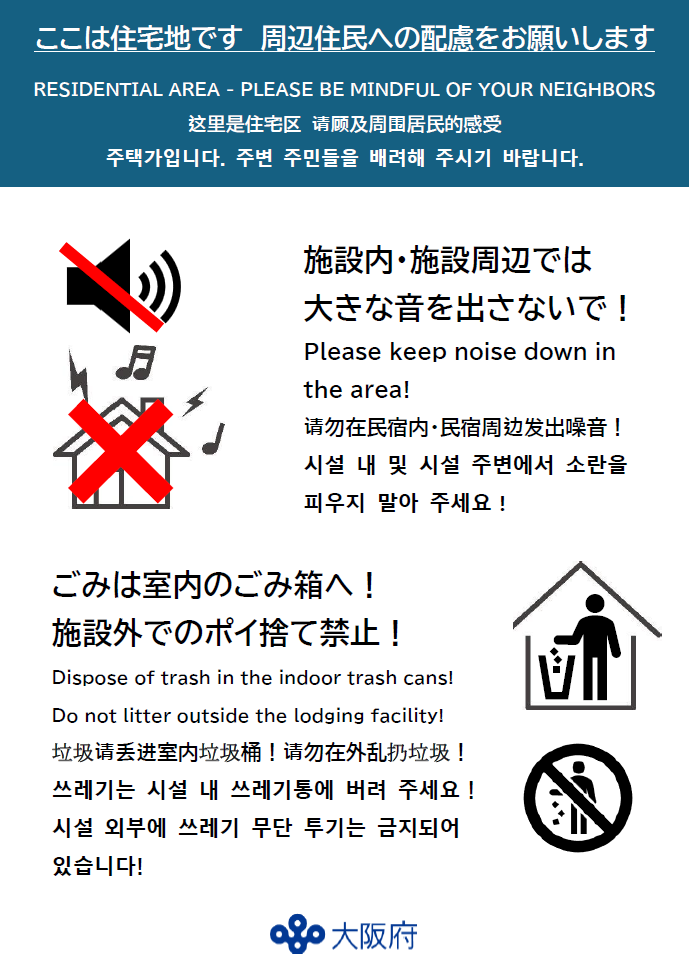 ここは住宅地です　周辺住民への配慮をお願いします
RESIDENTIAL AREA - PLEASE BE MINDFUL OF YOUR NEIGHBORS
这里是住宅区 请顾及周围居民的感受
주택가입니다. 주변 주민들을 배려해 주시기 바랍니다.
施設内・施設周辺では
大きな音を出さないで！
Please keep noise down in
the area!
请勿在民宿内・民宿周边发出噪音！
시설 내 및 시설 주변에서 소란을
피우지 말아 주세요！
ごみは室内のごみ箱へ！
施設外でのポイ捨て禁止！
Dispose of trash in the indoor trash cans!
Do not litter outside the lodging facility!
垃圾请丢进室内垃圾桶！请勿在外乱扔垃圾！
쓰레기는 시설 내 쓰레기통에 버려 주세요！
시설 외부에 쓰레기 무단 투기는 금지되어
있습니다!
大阪府